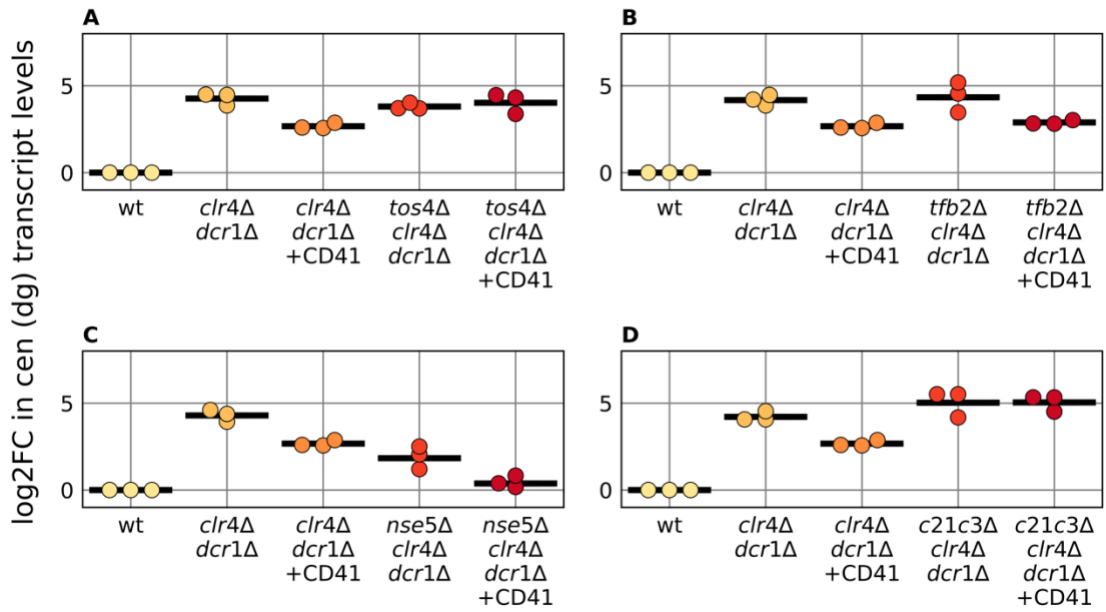 log2FC in cen (dg) transcript levels
A
5
0
wt
clr4Δ
dcr1Δ
clr4Δ
dcr1Δ
+CD41
tos4Δ
clr4Δ
dcr1Δ
tos4Δ
clr4Δ
dcr1Δ
+CD41
B
5
0
wt
clr4Δ
dcr1Δ
clr4Δ
dcr1Δ
+CD41
tfb2Δ
clr4Δ
dcr1Δ
tfb2Δ
clr4Δ
dcr1Δ
+CD41
C
5
0
wt
clr4Δ
dcr1Δ
clr4Δ
dcr1Δ
+CD41
nse5Δ
clr4Δ
dcr1Δ
nse5Δ
clr4Δ
dcr1Δ
+CD41
D
5
0
wt
clr4Δ
dcr1Δ
clr4Δ
dcr1Δ
+CD41
c21c3Δ
clr4Δ
dcr1Δ
c21c3Δ
clr4Δ
dcr1Δ
+CD41